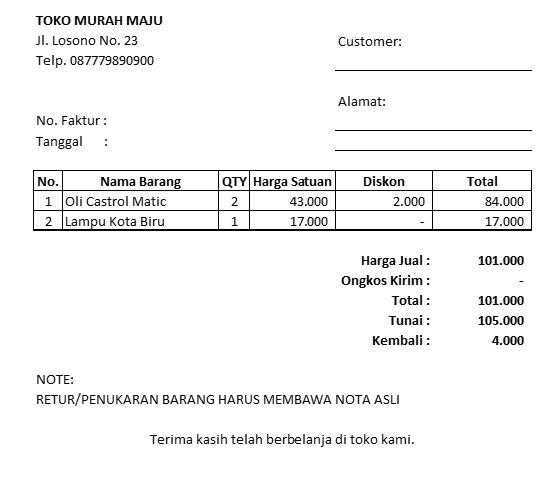 TOKO MURAH MAJU
Jl. Losono No. 23
Telp. 087779890900
Customer:
Alamat:
No. Faktur :
Tanggal :
No. Nama Barang QTY Harga Satuan Diskon Total
1 Oli Castrol Matic 2 43.000 2.000 84.000
2 Lampu Kota Biru 1 17.000 - 17.000
Harga Jual : 101.000
Ongkos Kirim : -
Total : 101.000
Tunai : 105.000
Kembali : 4.000
NOTE:
RETUR/PENUKARAN BARANG HARUS MEMBAWA NOTA ASLI
Terima kasih telah berbelanja di toko kami.